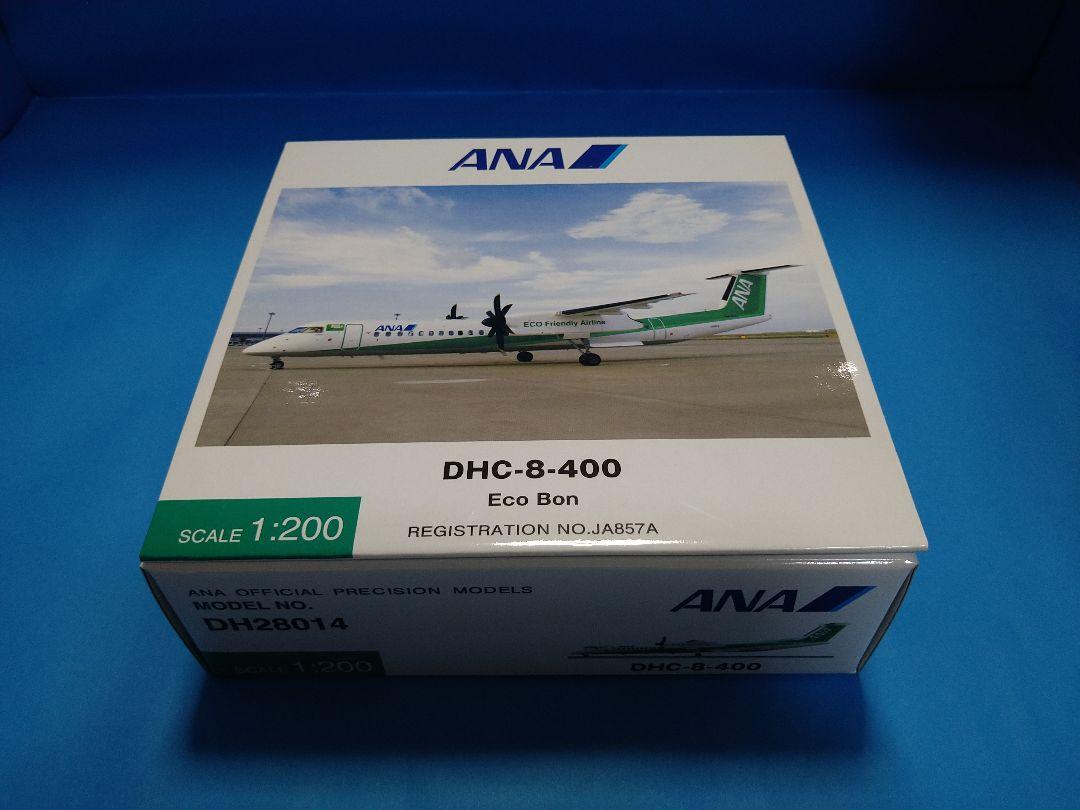 ANA
ANA
ECO Friendly Airline
ANA
DHC-8-400
Eco Bon
REGISTRATION NO.JA857A
SCALE 1:200
ANA OFFICIAL PRECISION MODELS
MODEL NO.
DH28014
SCALE 1:200
ANA
DHC-8-400